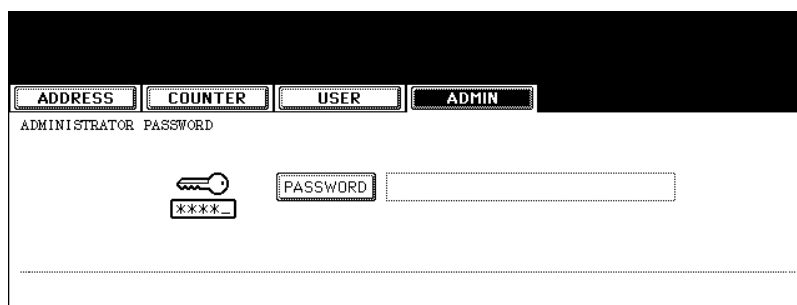 ADDRESS COUNTER USER ADMIN
ADMINISTRATOR PASSWORD
PASSWORD
****_